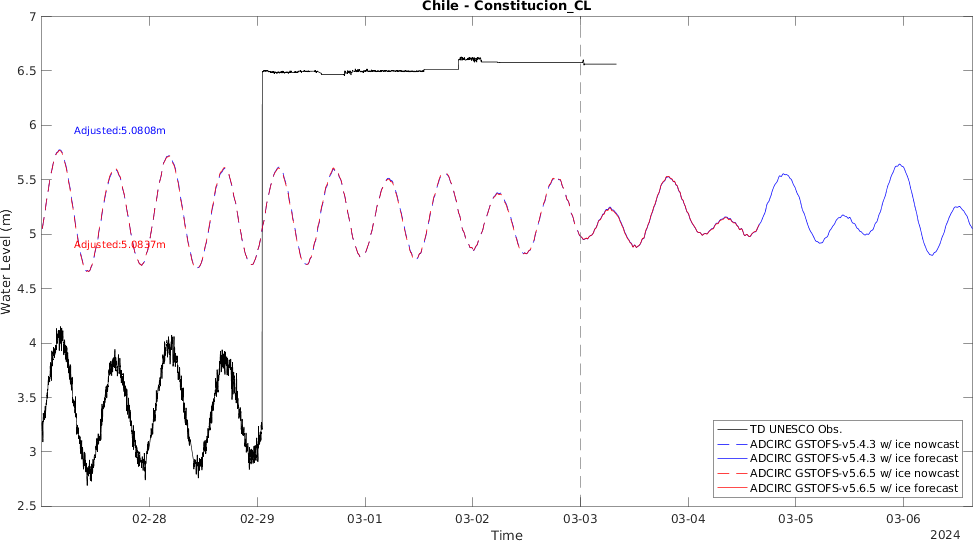 Chile - Constitucion_CL
7
6.5
6
5.5
5
4.5
4
3.5
3
2.5
Water Level (m)
Adjusted:5.0808m
Adjusted:5.0837m
TD UNESCO Obs.
ADCIRC GSTOFS-v5.4.3 w/ ice nowcast
ADCIRC GSTOFS-v5.4.3 w/ ice forecast
ADCIRC GSTOFS-v5.6.5 w/ ice nowcast
ADCIRC GSTOFS-v5.6.5 w/ ice forecast
02-28 02-29 03-01 03-02 03-03 03-04 03-05 03-06
Time
2024